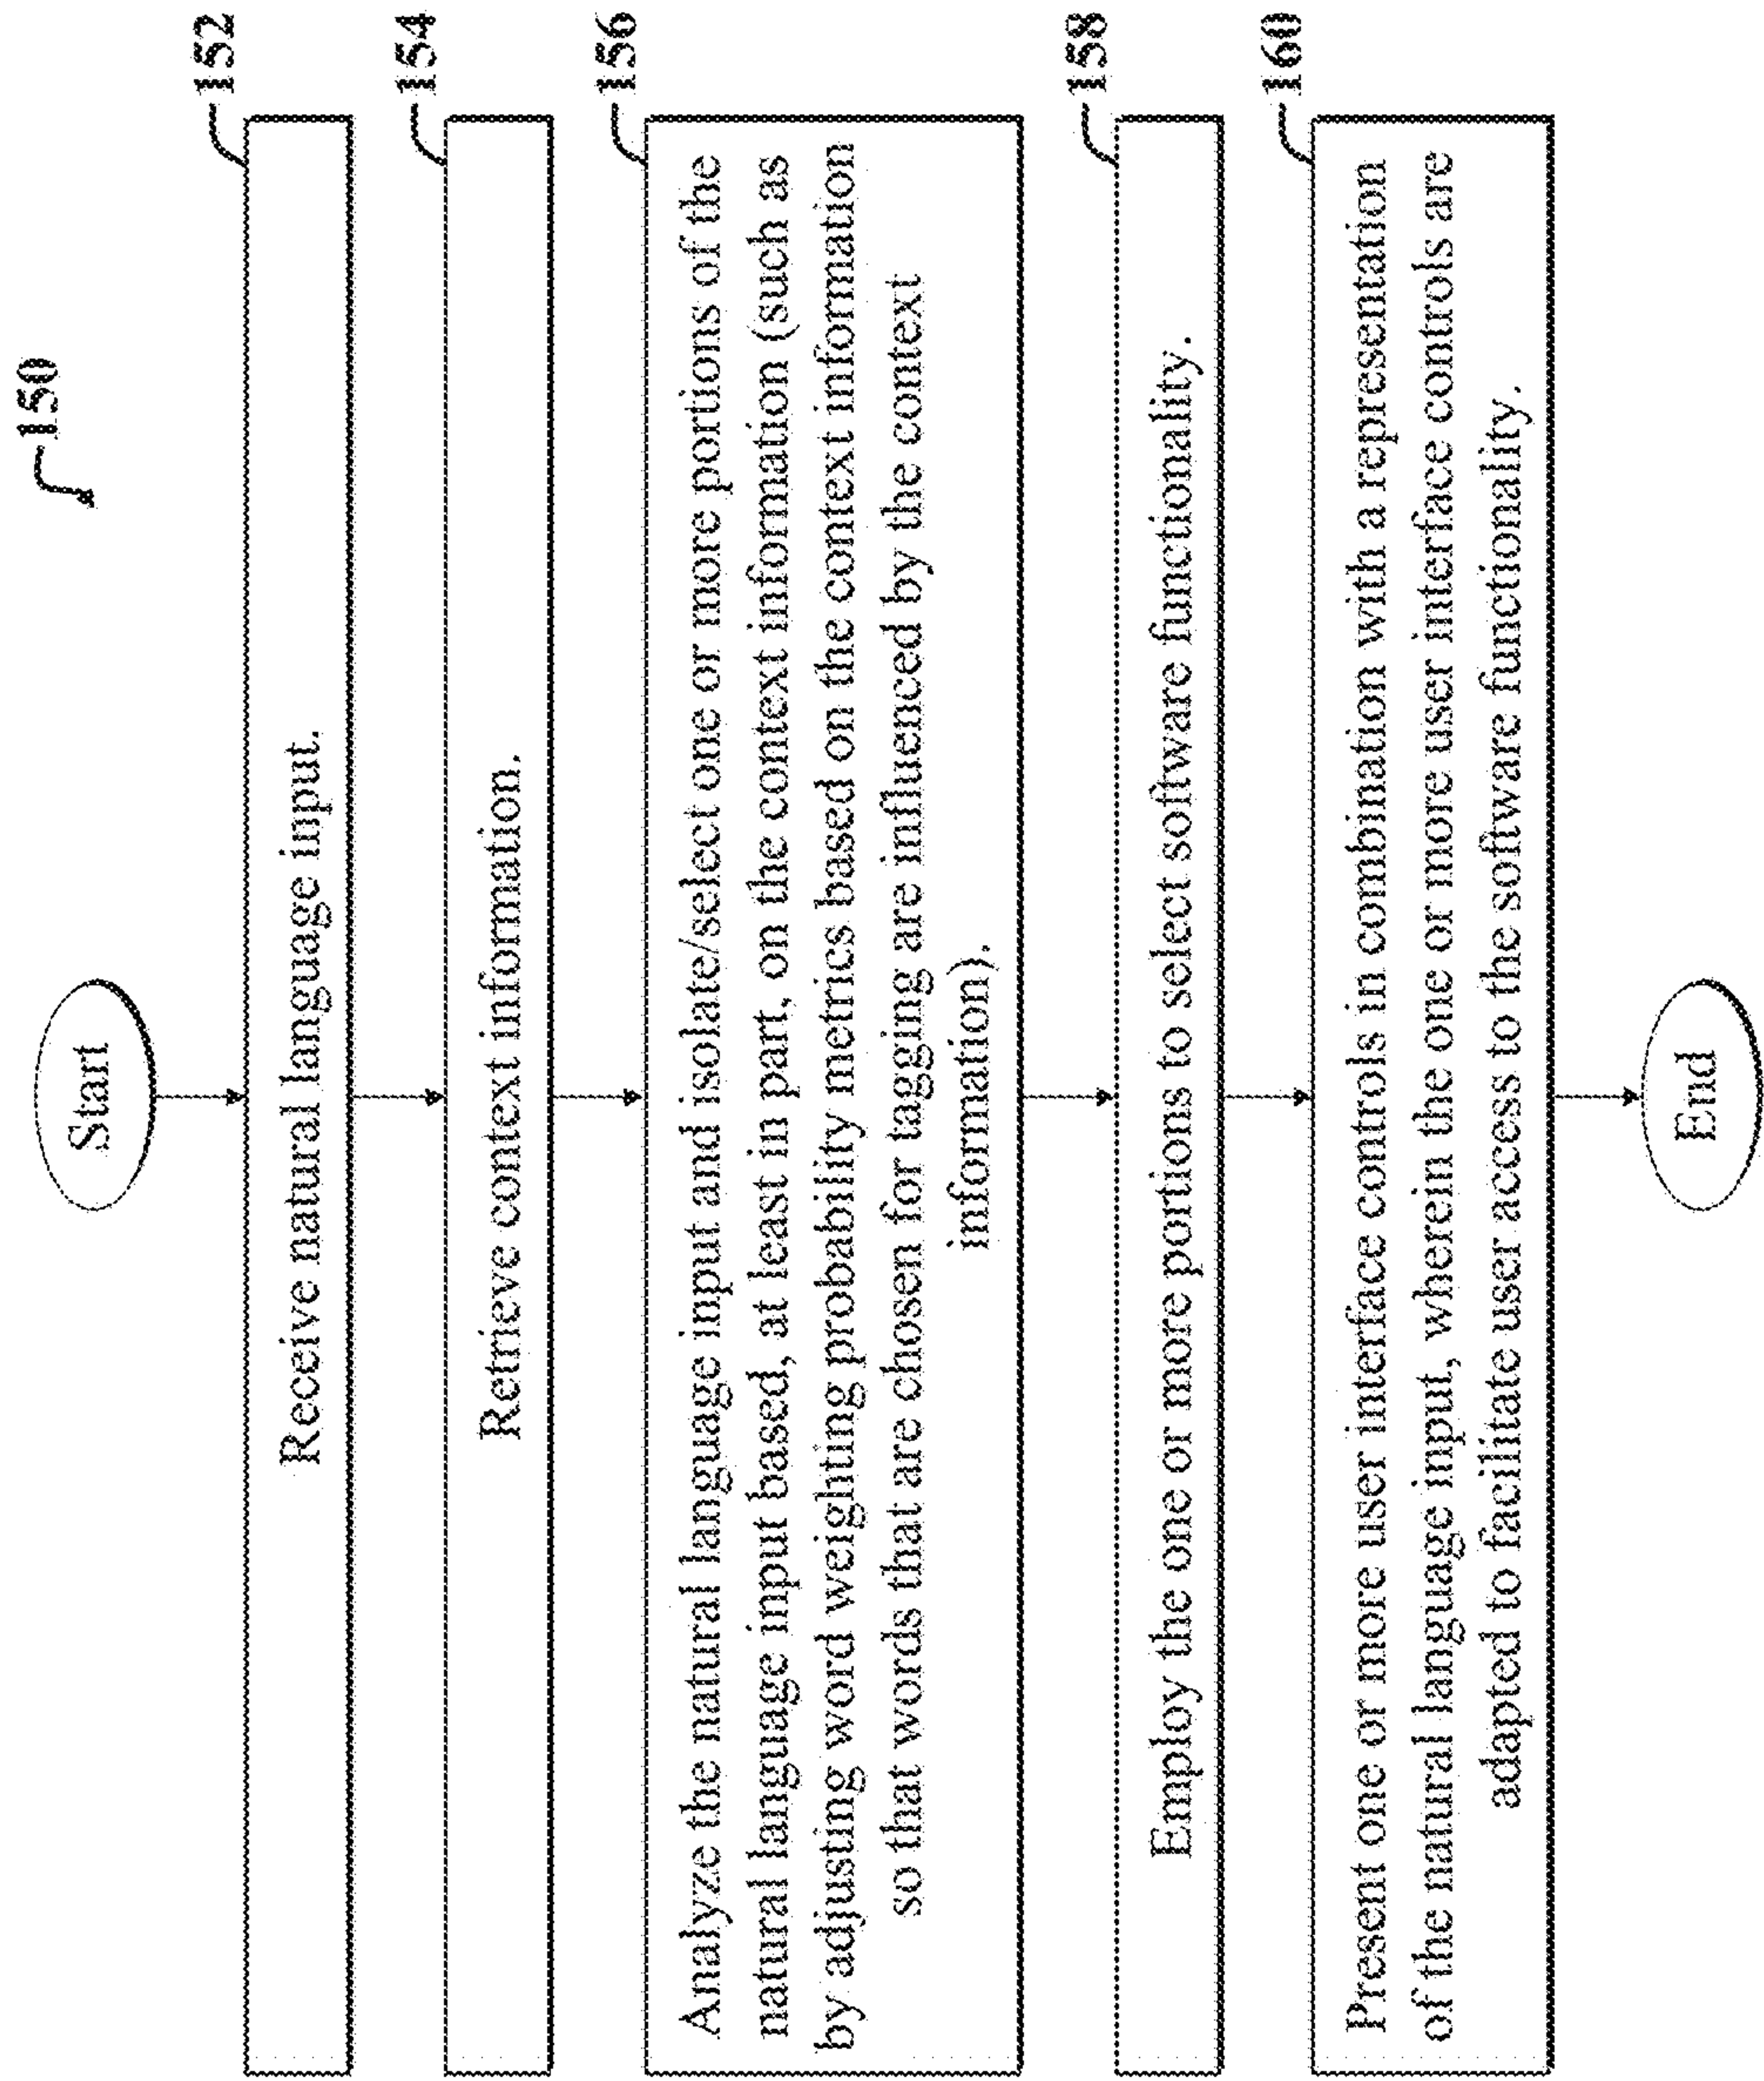 150
Start
152
Receive natural language input.
154
Retrieve context information.
156
Analyze the natural language input and isolate/select one or more portions of the
natural language input based, at least in part, on the context information (such as
by adjusting word weighting probability metrics based on the context information
so that words that are chosen for tagging are influenced by the context
information).
158
Employ the one or more portions to select software functionality.
160
Present one or more user interface controls in combination with a representation
of the natural language input, wherein the one or more user interface controls are
adapted to facilitate user access to the software functionality.
End